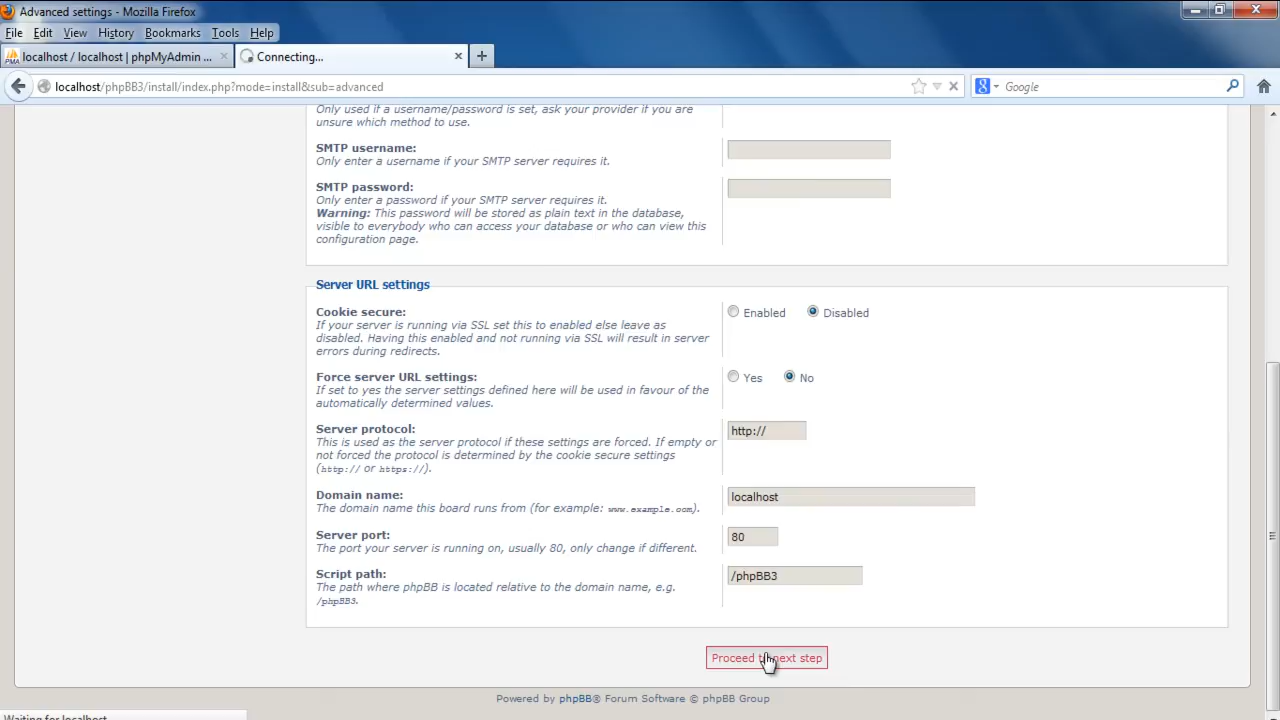 Advanced settings - Mozilla Firefox
File Edit View History Bookmarks Tools Help
localhost / localhost | phpMyAdmin ...
Connecting...
localhost/phpBB3/install/index.php?mode=install&sub=advanced
Google
Only used if a username/password is set, ask your provider if you are
unsure which method to use.
SMTP username:
Only enter a username if your SMTP server requires it.
SMTP password:
Only enter a password if your SMTP server requires it.
Warning: This password will be stored as plain text in the database,
visible to everybody who can access your database or who can view this
configuration page.
Server URL settings
Cookie secure:
Enabled Disabled
If your server is running via SSL set this to enabled else leave as
disabled. Having this enabled and not running via SSL will result in server
errors during redirects.
Force server URL settings:
Yes No
If set to yes the server settings defined here will be used in favour of the
automatically determined values.
Server protocol:
http://
This is used as the server protocol if these settings are forced. If empty or
not forced the protocol is determined by the cookie secure settings
(http:// or https://).
Domain name:
localhost
The domain name this board runs from (for example: www.example.com).
Server port:
80
The port your server is running on, usually 80, only change if different.
Script path:
/phpBB3
The path where phpBB is located relative to the domain name, e.g.
/phpBB3.
Proceed to next step
Powered by phpBB® Forum Software © phpBB Group
Waiting for localhost